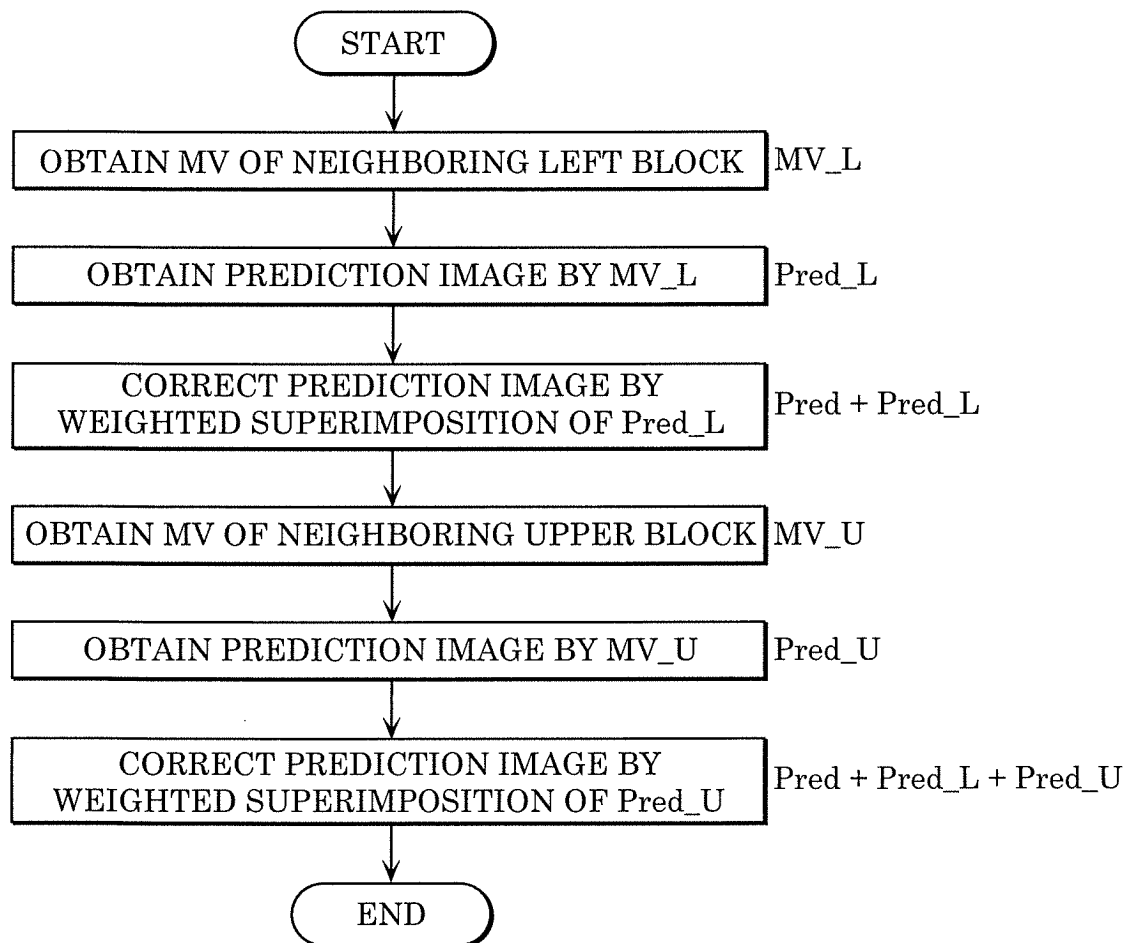 START
OBTAIN MV OF NEIGHBORING LEFT BLOCK MV_L
OBTAIN PREDICTION IMAGE BY MV_L Pred_L
CORRECT PREDICTION IMAGE BY
WEIGHTED SUPERIMPOSITION OF Pred_L
Pred + Pred_L
OBTAIN MV OF NEIGHBORING UPPER BLOCK MV_U
OBTAIN PREDICTION IMAGE BY MV_U Pred_U
CORRECT PREDICTION IMAGE BY
WEIGHTED SUPERIMPOSITION OF Pred_U
Pred + Pred_L + Pred_U
END